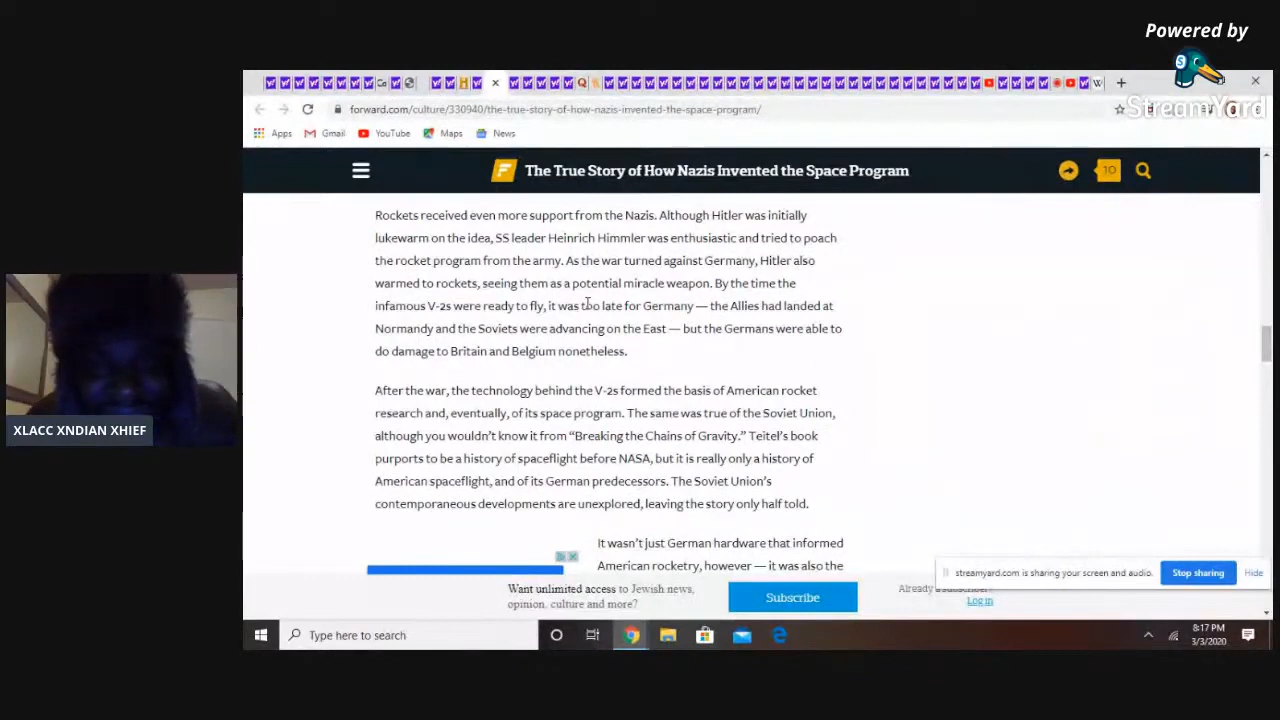 Powered by
StreamYard
forward.com/culture/330940/the-true-story-of-how-nazis-invented-the-space-program/
Apps Gmail YouTube Maps News
The True Story of How Nazis Invented the Space Program
10
Rockets received even more support from the Nazis. Although Hitler was initially
lukewarm on the idea, SS leader Heinrich Himmler was enthusiastic and tried to poach
the rocket program from the army. As the war turned against Germany, Hitler also
warmed to rockets, seeing them as a potential miracle weapon. By the time the
infamous V-2s were ready to fly, it was too late for Germany — the Allies had landed at
Normandy and the Soviets were advancing on the East — but the Germans were able to
do damage to Britain and Belgium nonetheless.
After the war, the technology behind the V-2s formed the basis of American rocket
research and, eventually, of its space program. The same was true of the Soviet Union,
although you wouldn’t know it from “Breaking the Chains of Gravity.” Teitel’s book
purports to be a history of spaceflight before NASA, but it is really only a history of
American spaceflight, and of its German predecessors. The Soviet Union’s
contemporaneous developments are unexplored, leaving the story only half told.
It wasn’t just German hardware that informed
American rocketry, however — it was also the
XLACC XNDIAN XHIEF
streamyard.com is sharing your screen and audio. Stop sharing Hide
Want unlimited access to Jewish news,
opinion, culture and more?
Subscribe
Already a
Log in
Type here to search
8:17 PM
3/3/2020